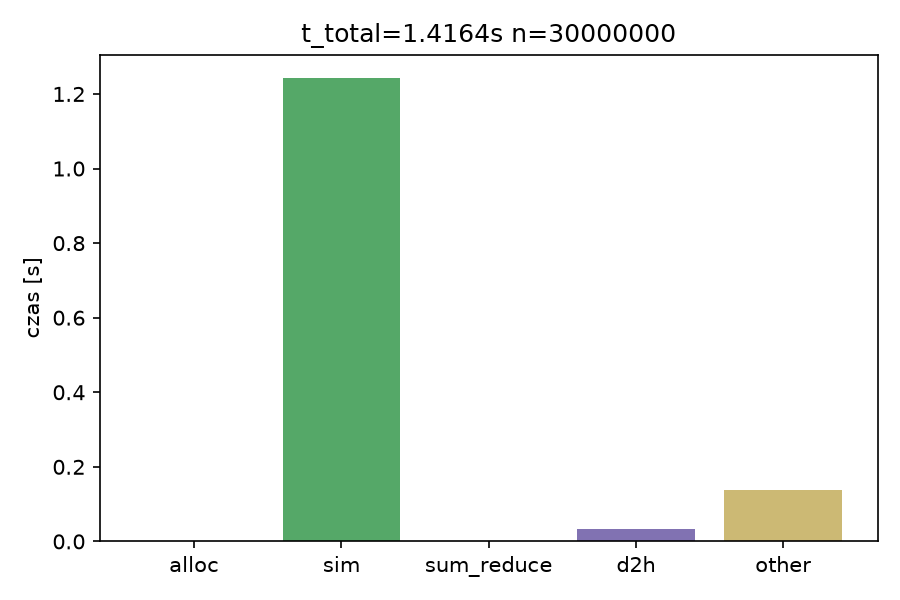 t_total=1.4164s n=30000000
czas [s]
1.2
1.0
0.8
0.6
0.4
0.2
0.0
alloc sim sum_reduce d2h other